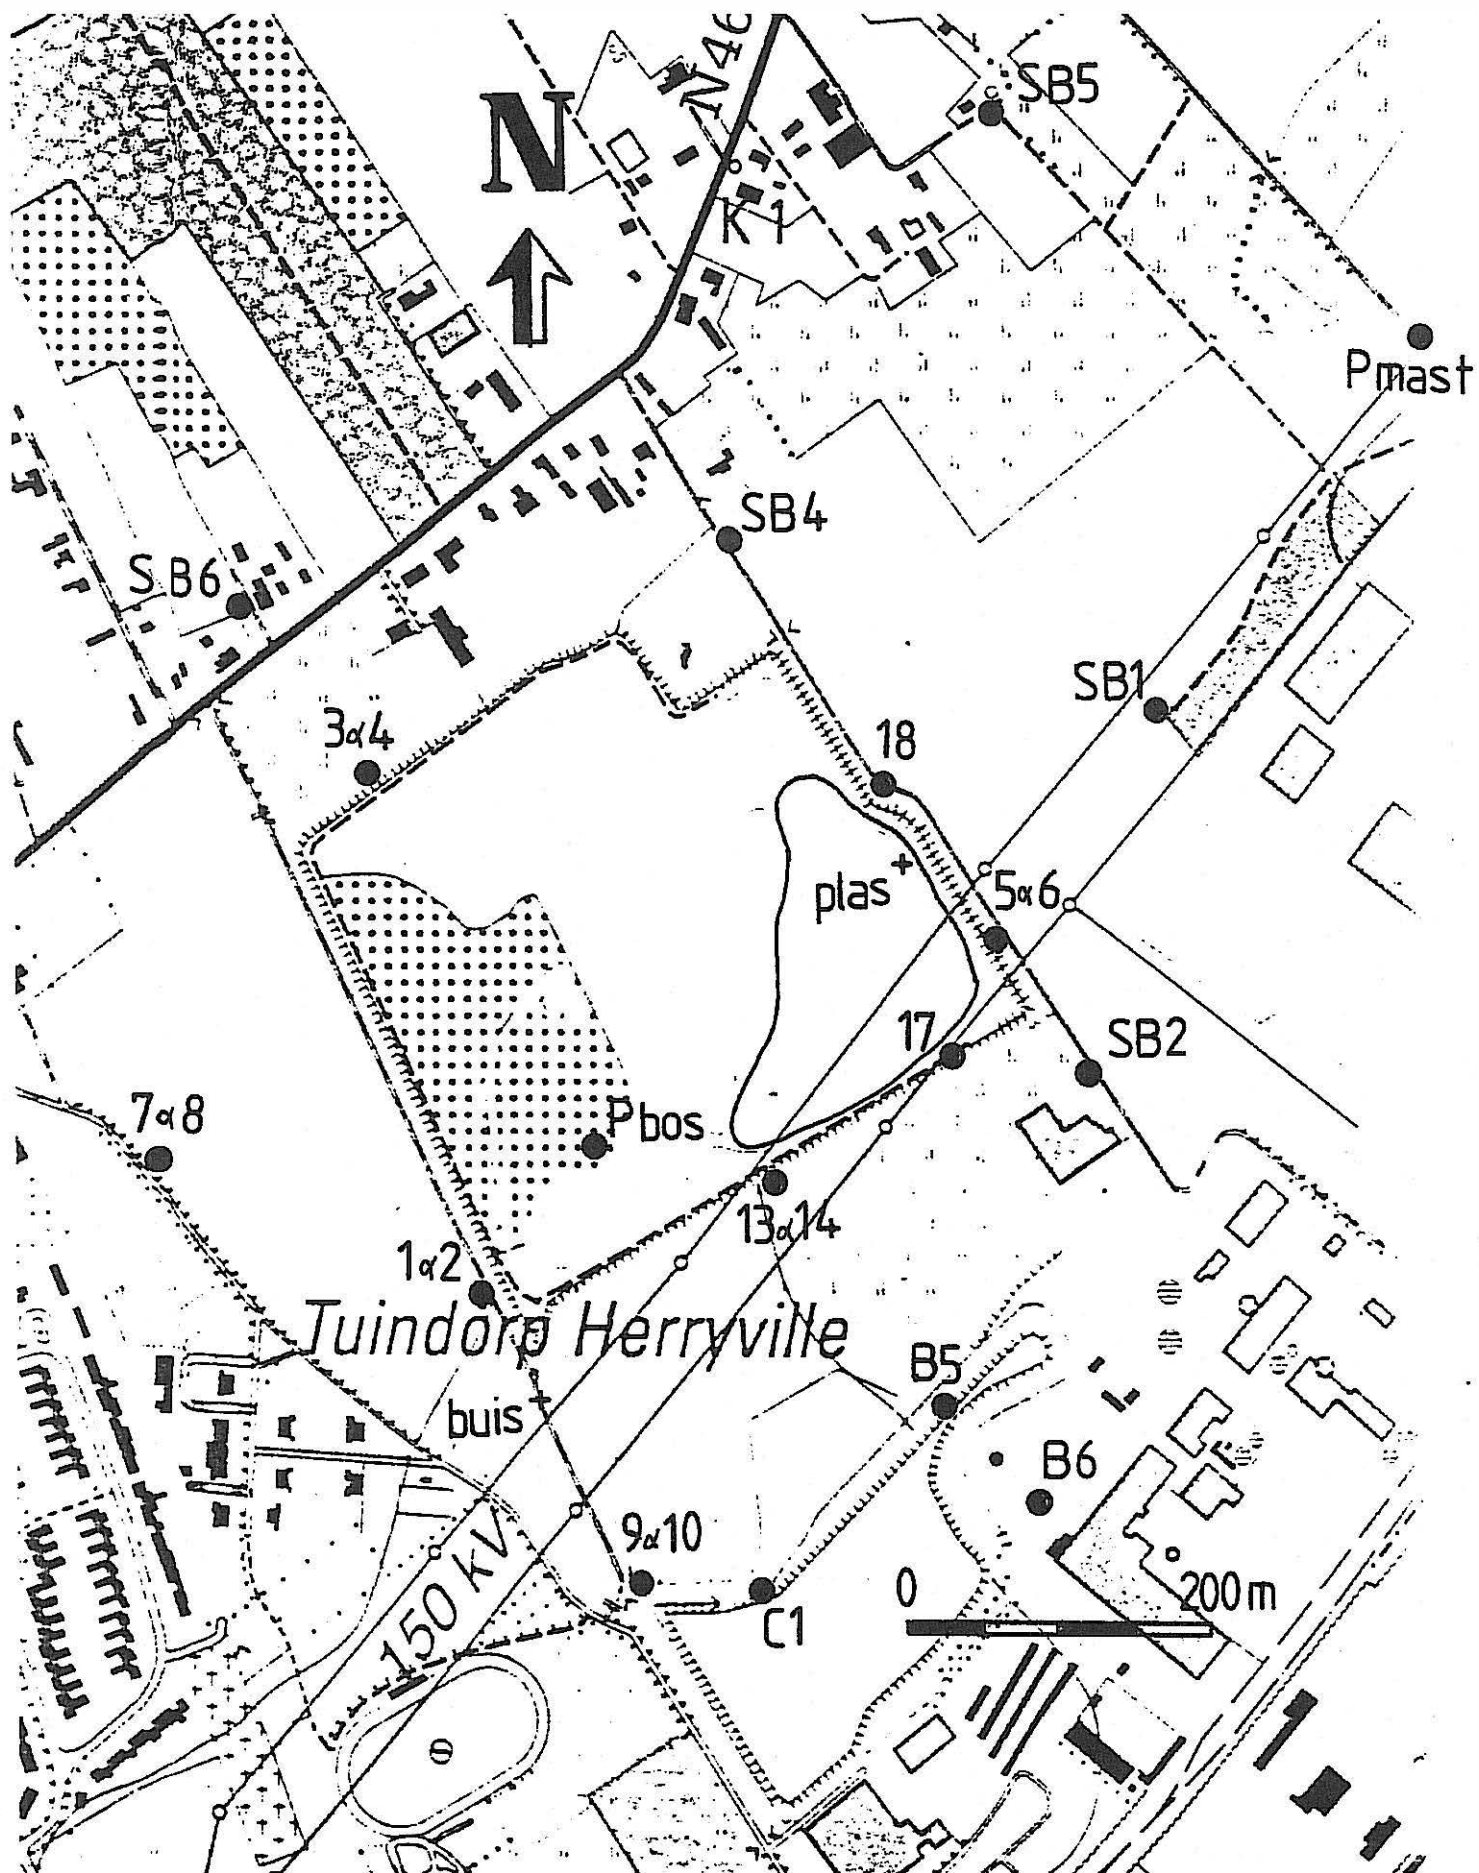 N46
SB5
N
K 1
Pmast
SB4
SB6
SB1
3α4
18
plas
5α6
17
SB2
7α8
Pbos
13α14
1α2
Tuindorp Herryville
B5
buis
B6
9α10
150 kV
0
200m
C1